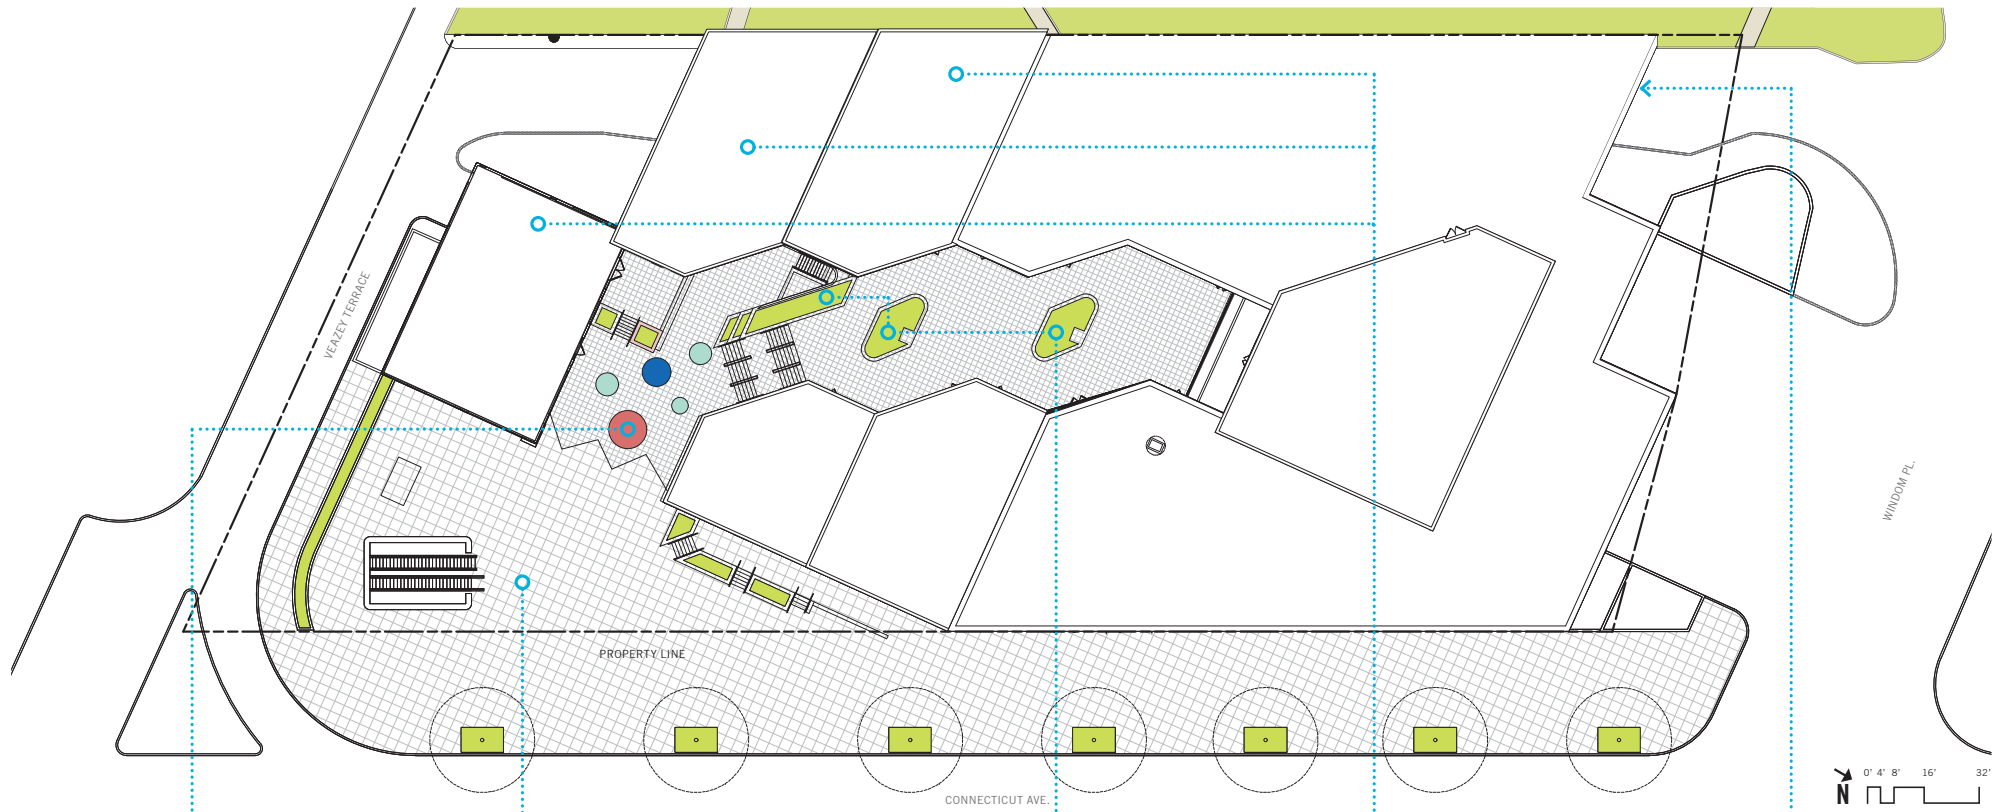 VEAZEY TERRACE
WINDOM PL.
PROPERTY LINE
CONNECTICUT AVE.
N
0' 4' 8' 16' 32'